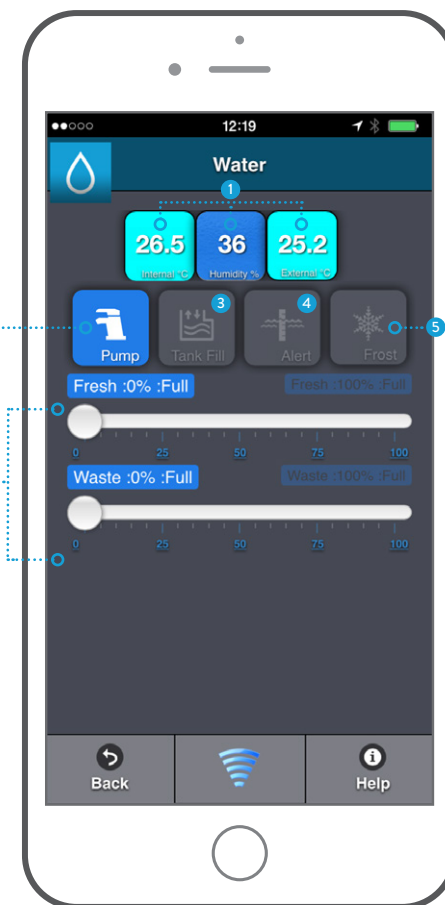 12:19
Water
1
26.5 36 25.2
Internal °C Humidity % External °C
3 4 5
Pump Tank Fill Alert Frost
Fresh :0% :Full Fresh :100% :Full
0 25 50 75 100
Waste :0% :Full Waste :100% :Full
0 25 50 75 100
Back Help